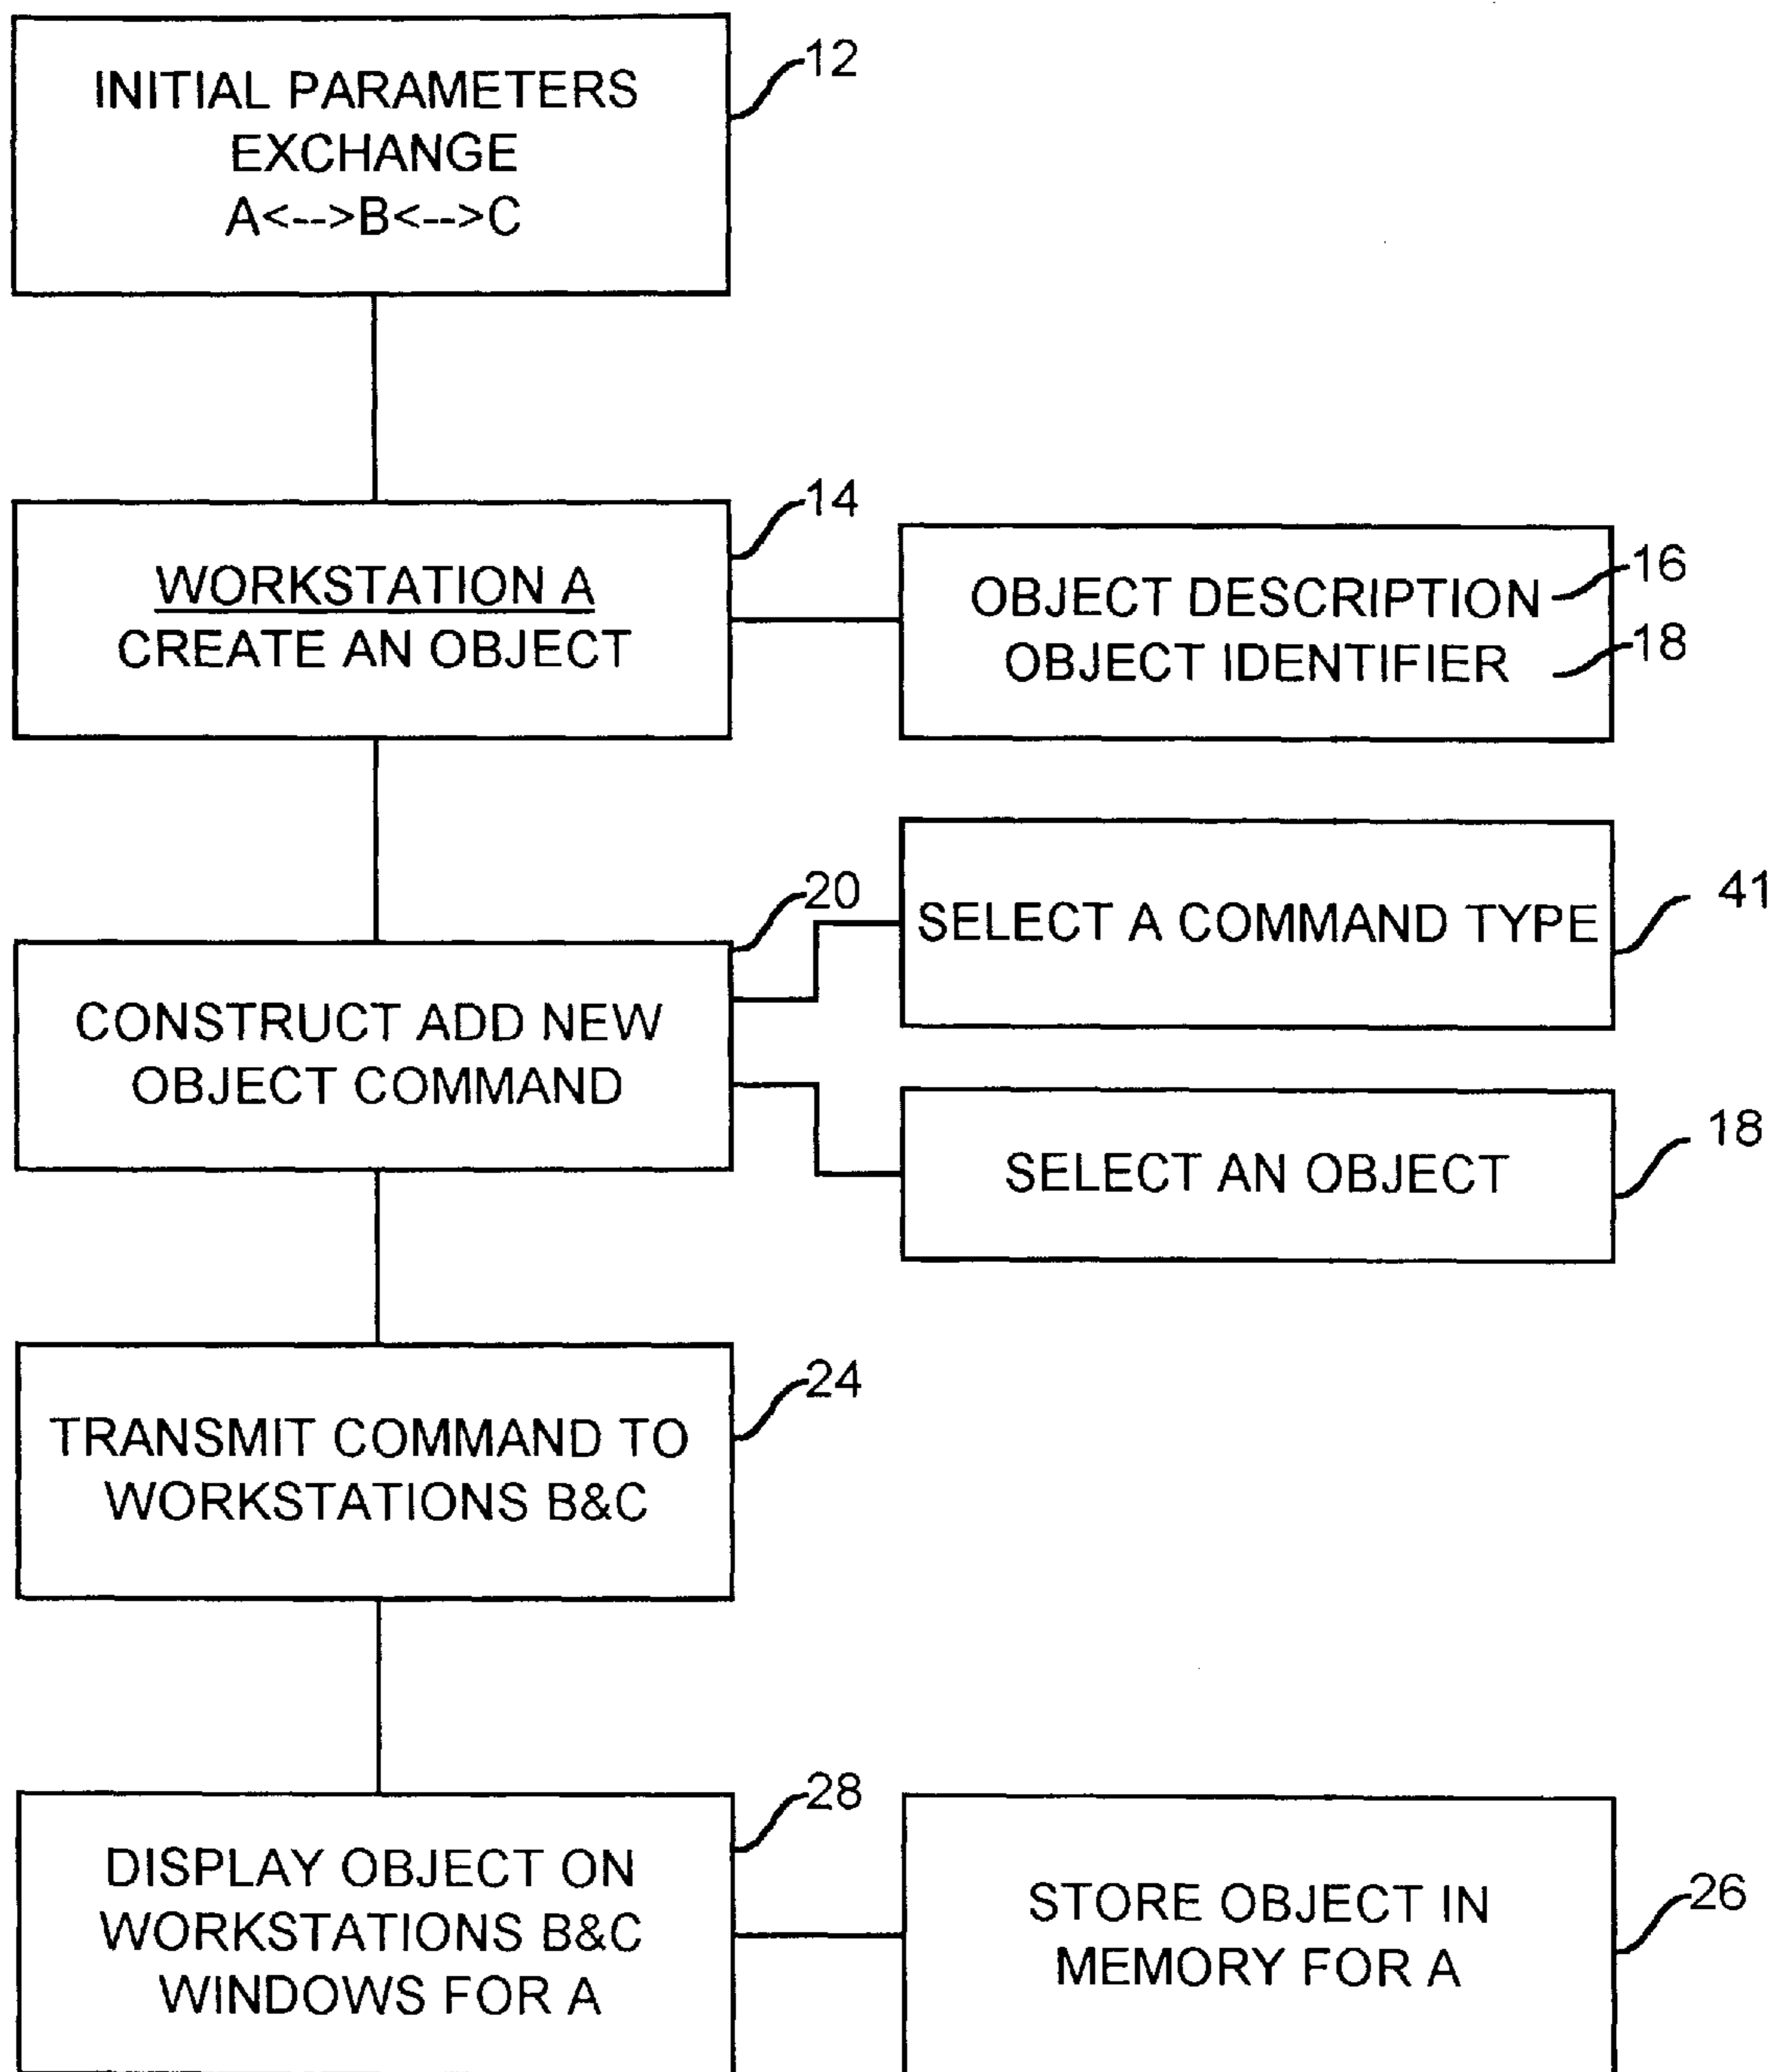 INITIAL PARAMETERS
EXCHANGE
A<-->B<-->C
12
WORKSTATION A
CREATE AN OBJECT
14
OBJECT DESCRIPTION
16
OBJECT IDENTIFIER
18
CONSTRUCT ADD NEW
OBJECT COMMAND
20
SELECT A COMMAND TYPE
41
SELECT AN OBJECT
18
TRANSMIT COMMAND TO
WORKSTATIONS B&C
24
DISPLAY OBJECT ON
WORKSTATIONS B&C
WINDOWS FOR A
28
STORE OBJECT IN
MEMORY FOR A
26